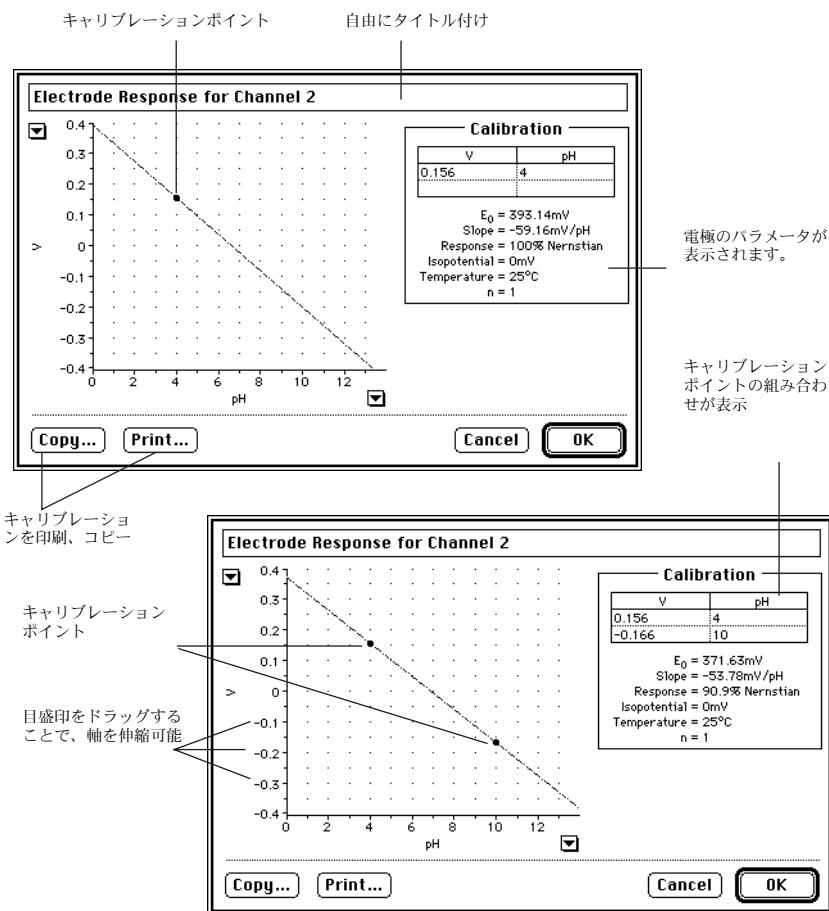 キャリブレーションポイント
自由にタイトル付け
Electrode Response for Channel 2
0.4
0.3
0.2
0.1
0
-0.1
-0.2
-0.3
-0.4
V
0 2 4 6 8 10 12
pH
Calibration
V pH
0.156 4
E0 = 393.14mV
Slope = -59.16mV/pH
Response = 100% Nernstian
Isopotential = 0mV
Temperature = 25°C
n = 1
電極のパラメータが
表示されます。
キャリブレーション
ポイントの組み合わ
せが表示
Copy... Print... Cancel OK
キャリブレーショ
ンを印刷、コピー
Electrode Response for Channel 2
キャリブレーション
ポイント
目盛印をドラッグする
ことで、軸を伸縮可能
0.4
0.3
0.2
0.1
0
-0.1
-0.2
-0.3
-0.4
V
0 2 4 6 8 10 12
pH
Calibration
V pH
0.156 4
-0.166 10
E0 = 371.63mV
Slope = -53.78mV/pH
Response = 90.9% Nernstian
Isopotential = 0mV
Temperature = 25°C
n = 1
Copy... Print... Cancel OK